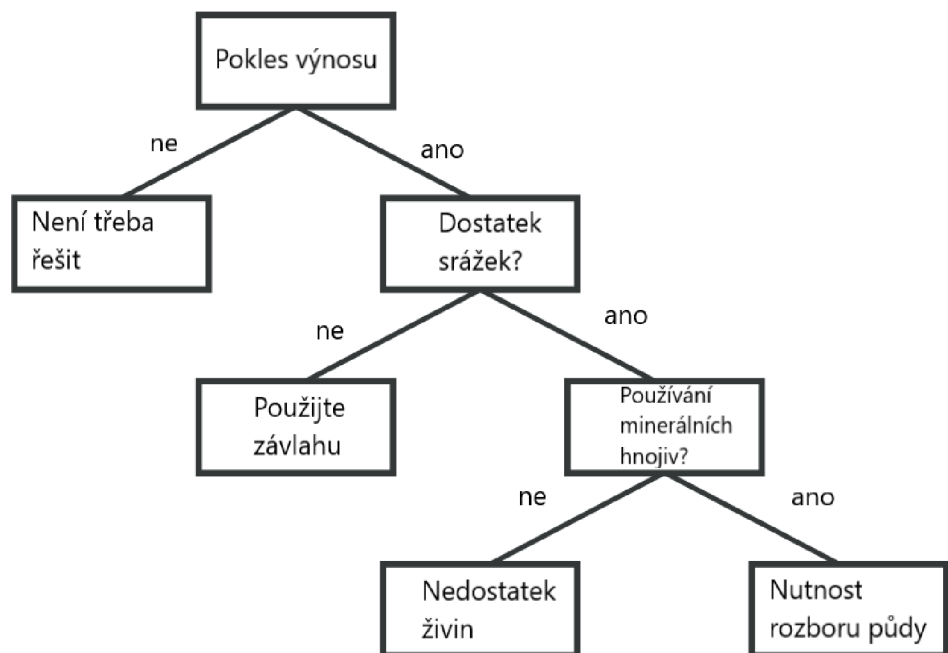 Pokles výnosu
ne
ano
Není třeba
řešit
Dostatek
srážek?
ne
ano
Použijte
závlahu
Používání
minerálních
hnojiv?
ne
ano
Nedostatek
živin
Nutnost
rozboru půdy